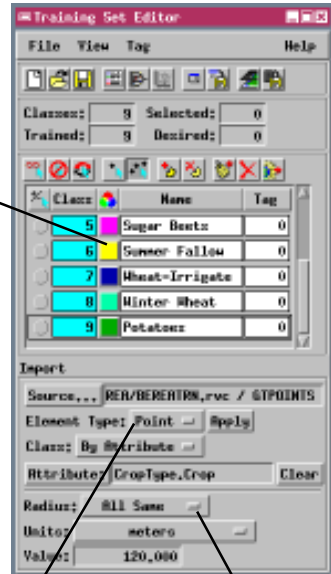 Training Set Editor
File View Tag Help
Classes: 9 Selected: 0
Trained: 9 Desired: 0
Class Name Tag
5 Sugar Beets 0
6 Summer Fallow 0
7 Wheat-Irrigate 0
8 Winter Wheat 0
9 Potatoes 0
Import
Source... REA/BEREATRN.rvc / GTPOINTS
Element Type: Point Apply
Class: By Attribute
Attribute: CropType.Crop Clear
Radius: All Same
Units: meters
Value: 120.000